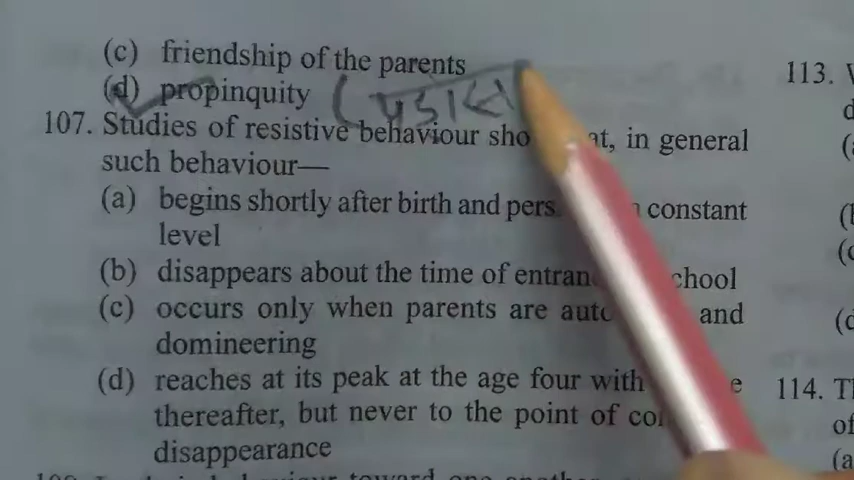 (c) friendship of the parents
(d) propinquity (
107. Studies of resistive behaviour sho at, in general
such behaviour—
(a) begins shortly after birth and pers constant
level
(b) disappears about the time of entran chool
(c) occurs only when parents are auto and
domineering
(d) reaches at its peak at the age four with e
thereafter, but never to the point of co
disappearance
113.
114.
of
(a